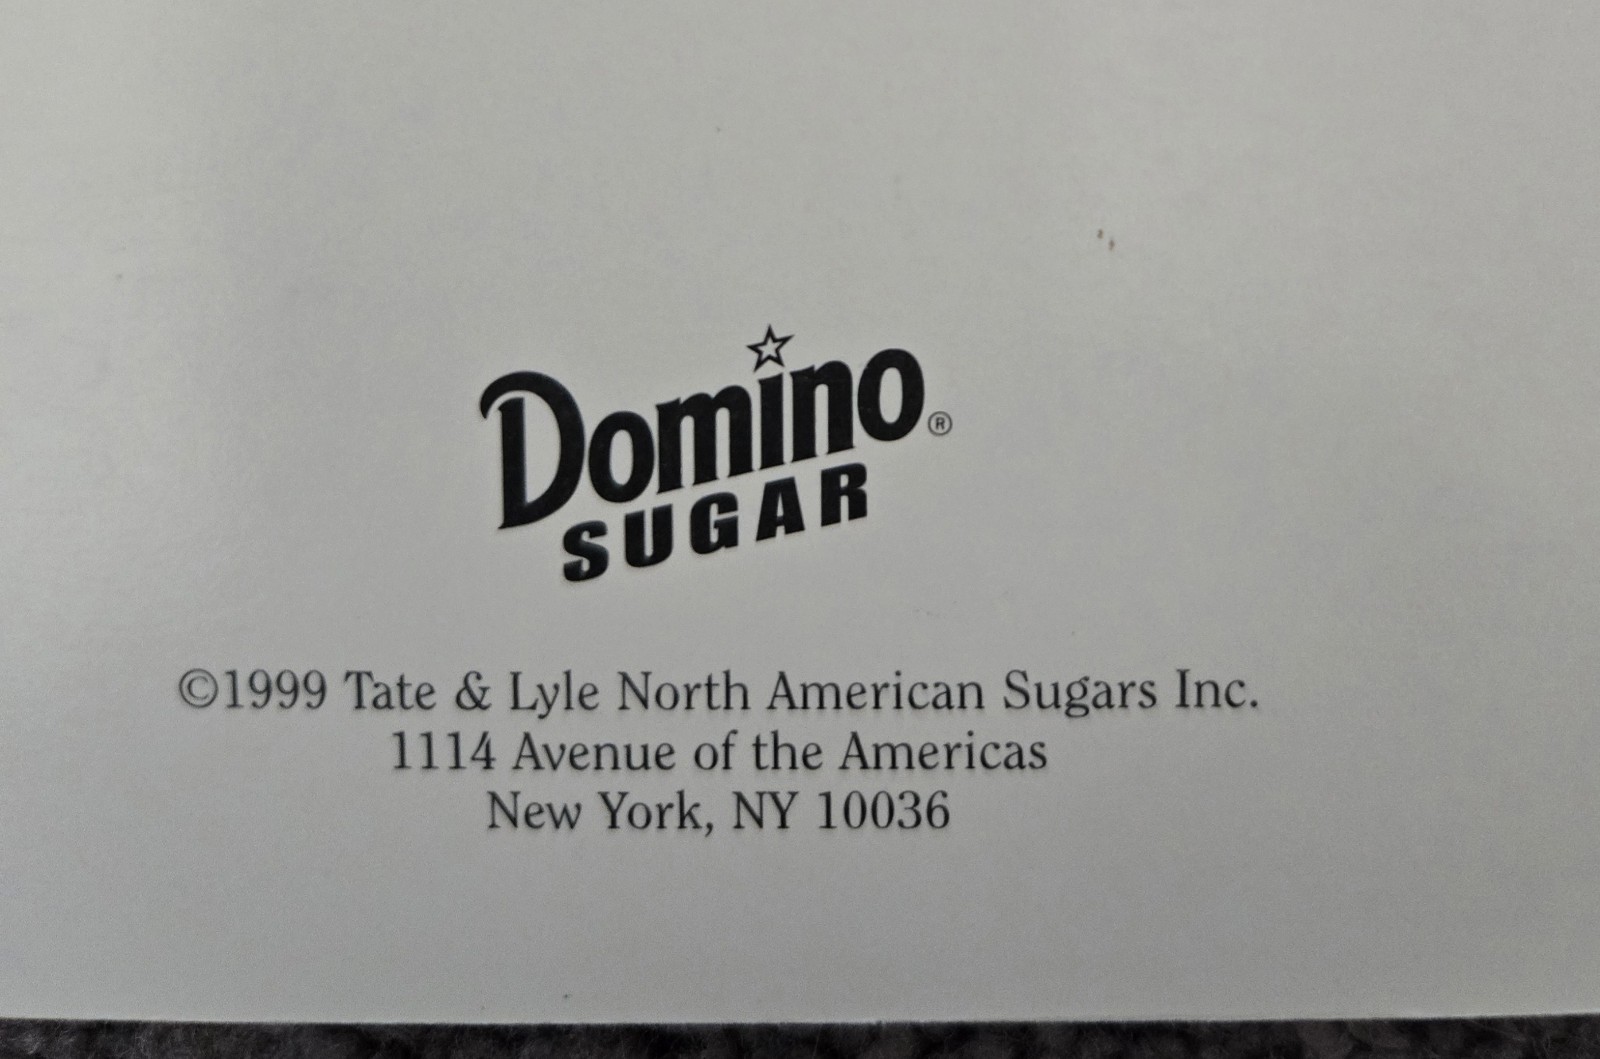 Domino®
SUGAR
©1999 Tate & Lyle North American Sugars Inc.
1114 Avenue of the Americas
New York, NY 10036